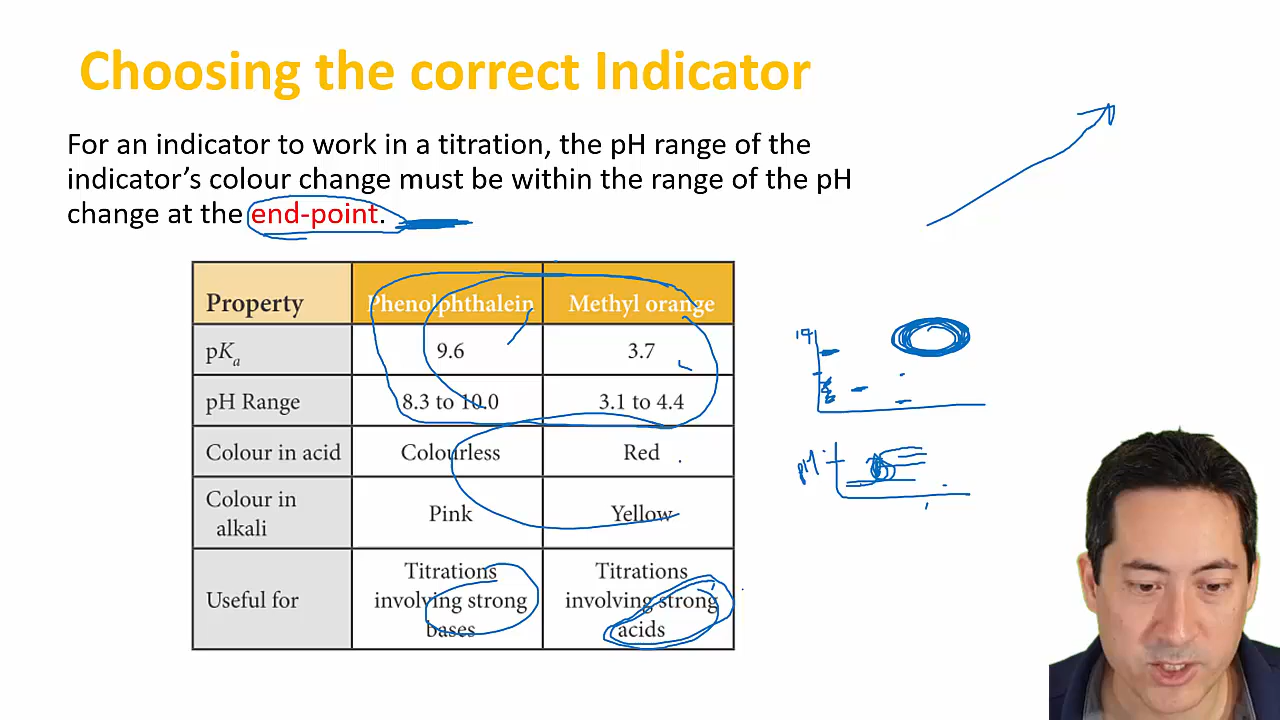 Choosing the correct Indicator
For an indicator to work in a titration, the pH range of the
indicator's colour change must be within the range of the pH
change at the end-point.
Property Phenolphthalein Methyl orange
pKa 9.6 3.7
pH Range 8.3 to 10.0 3.1 to 4.4
Colour in acid Colourless Red
Colour in
alkali
Pink Yellow
Useful for
Titrations
involving strong
bases
Titrations
involving strong
acids
14
pH